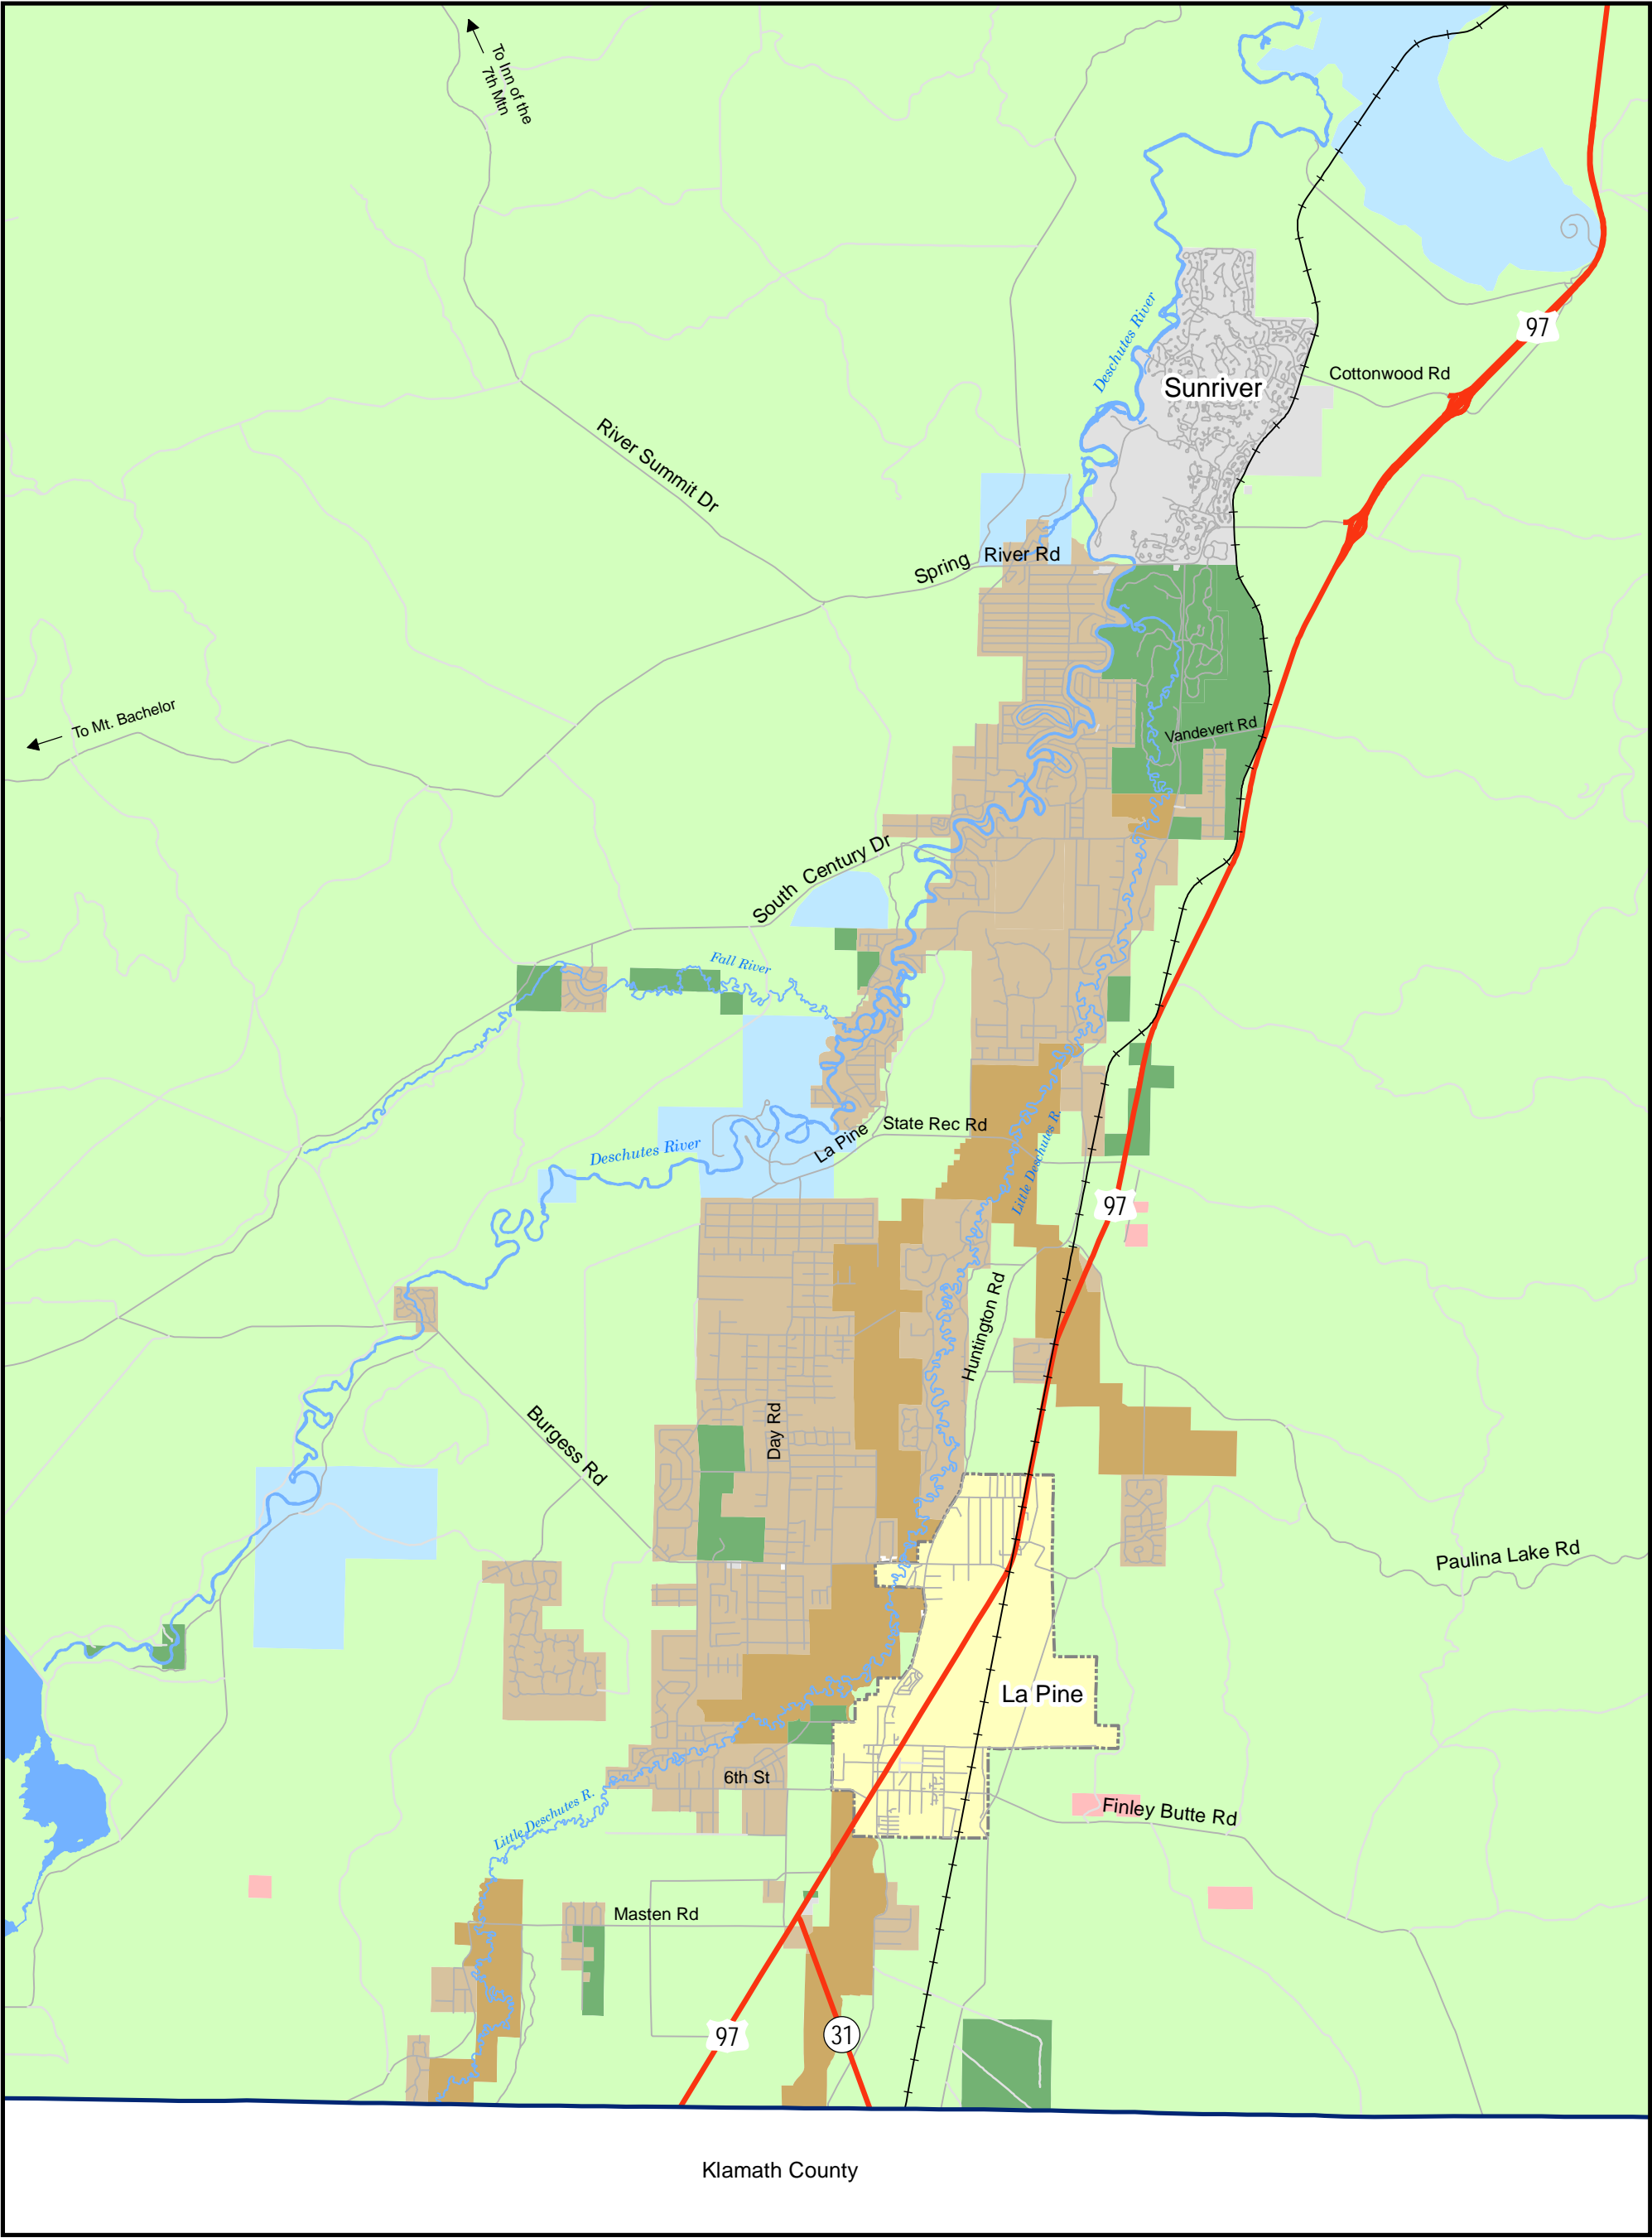 To Inn of the
7th Mtn
97
Deschutes River
Sunriver
Cottonwood Rd
River Summit Dr
Spring River Rd
To Mt. Bachelor
Vandevert Rd
South Century Dr
Fall River
State Rec Rd
La Pine
Deschutes River
Little Deschutes R.
97
Huntington Rd
Day Rd
Burgess Rd
Paulina Lake Rd
La Pine
6th St
Finley Butte Rd
Little Deschutes R.
Masten Rd
97
31
Klamath County